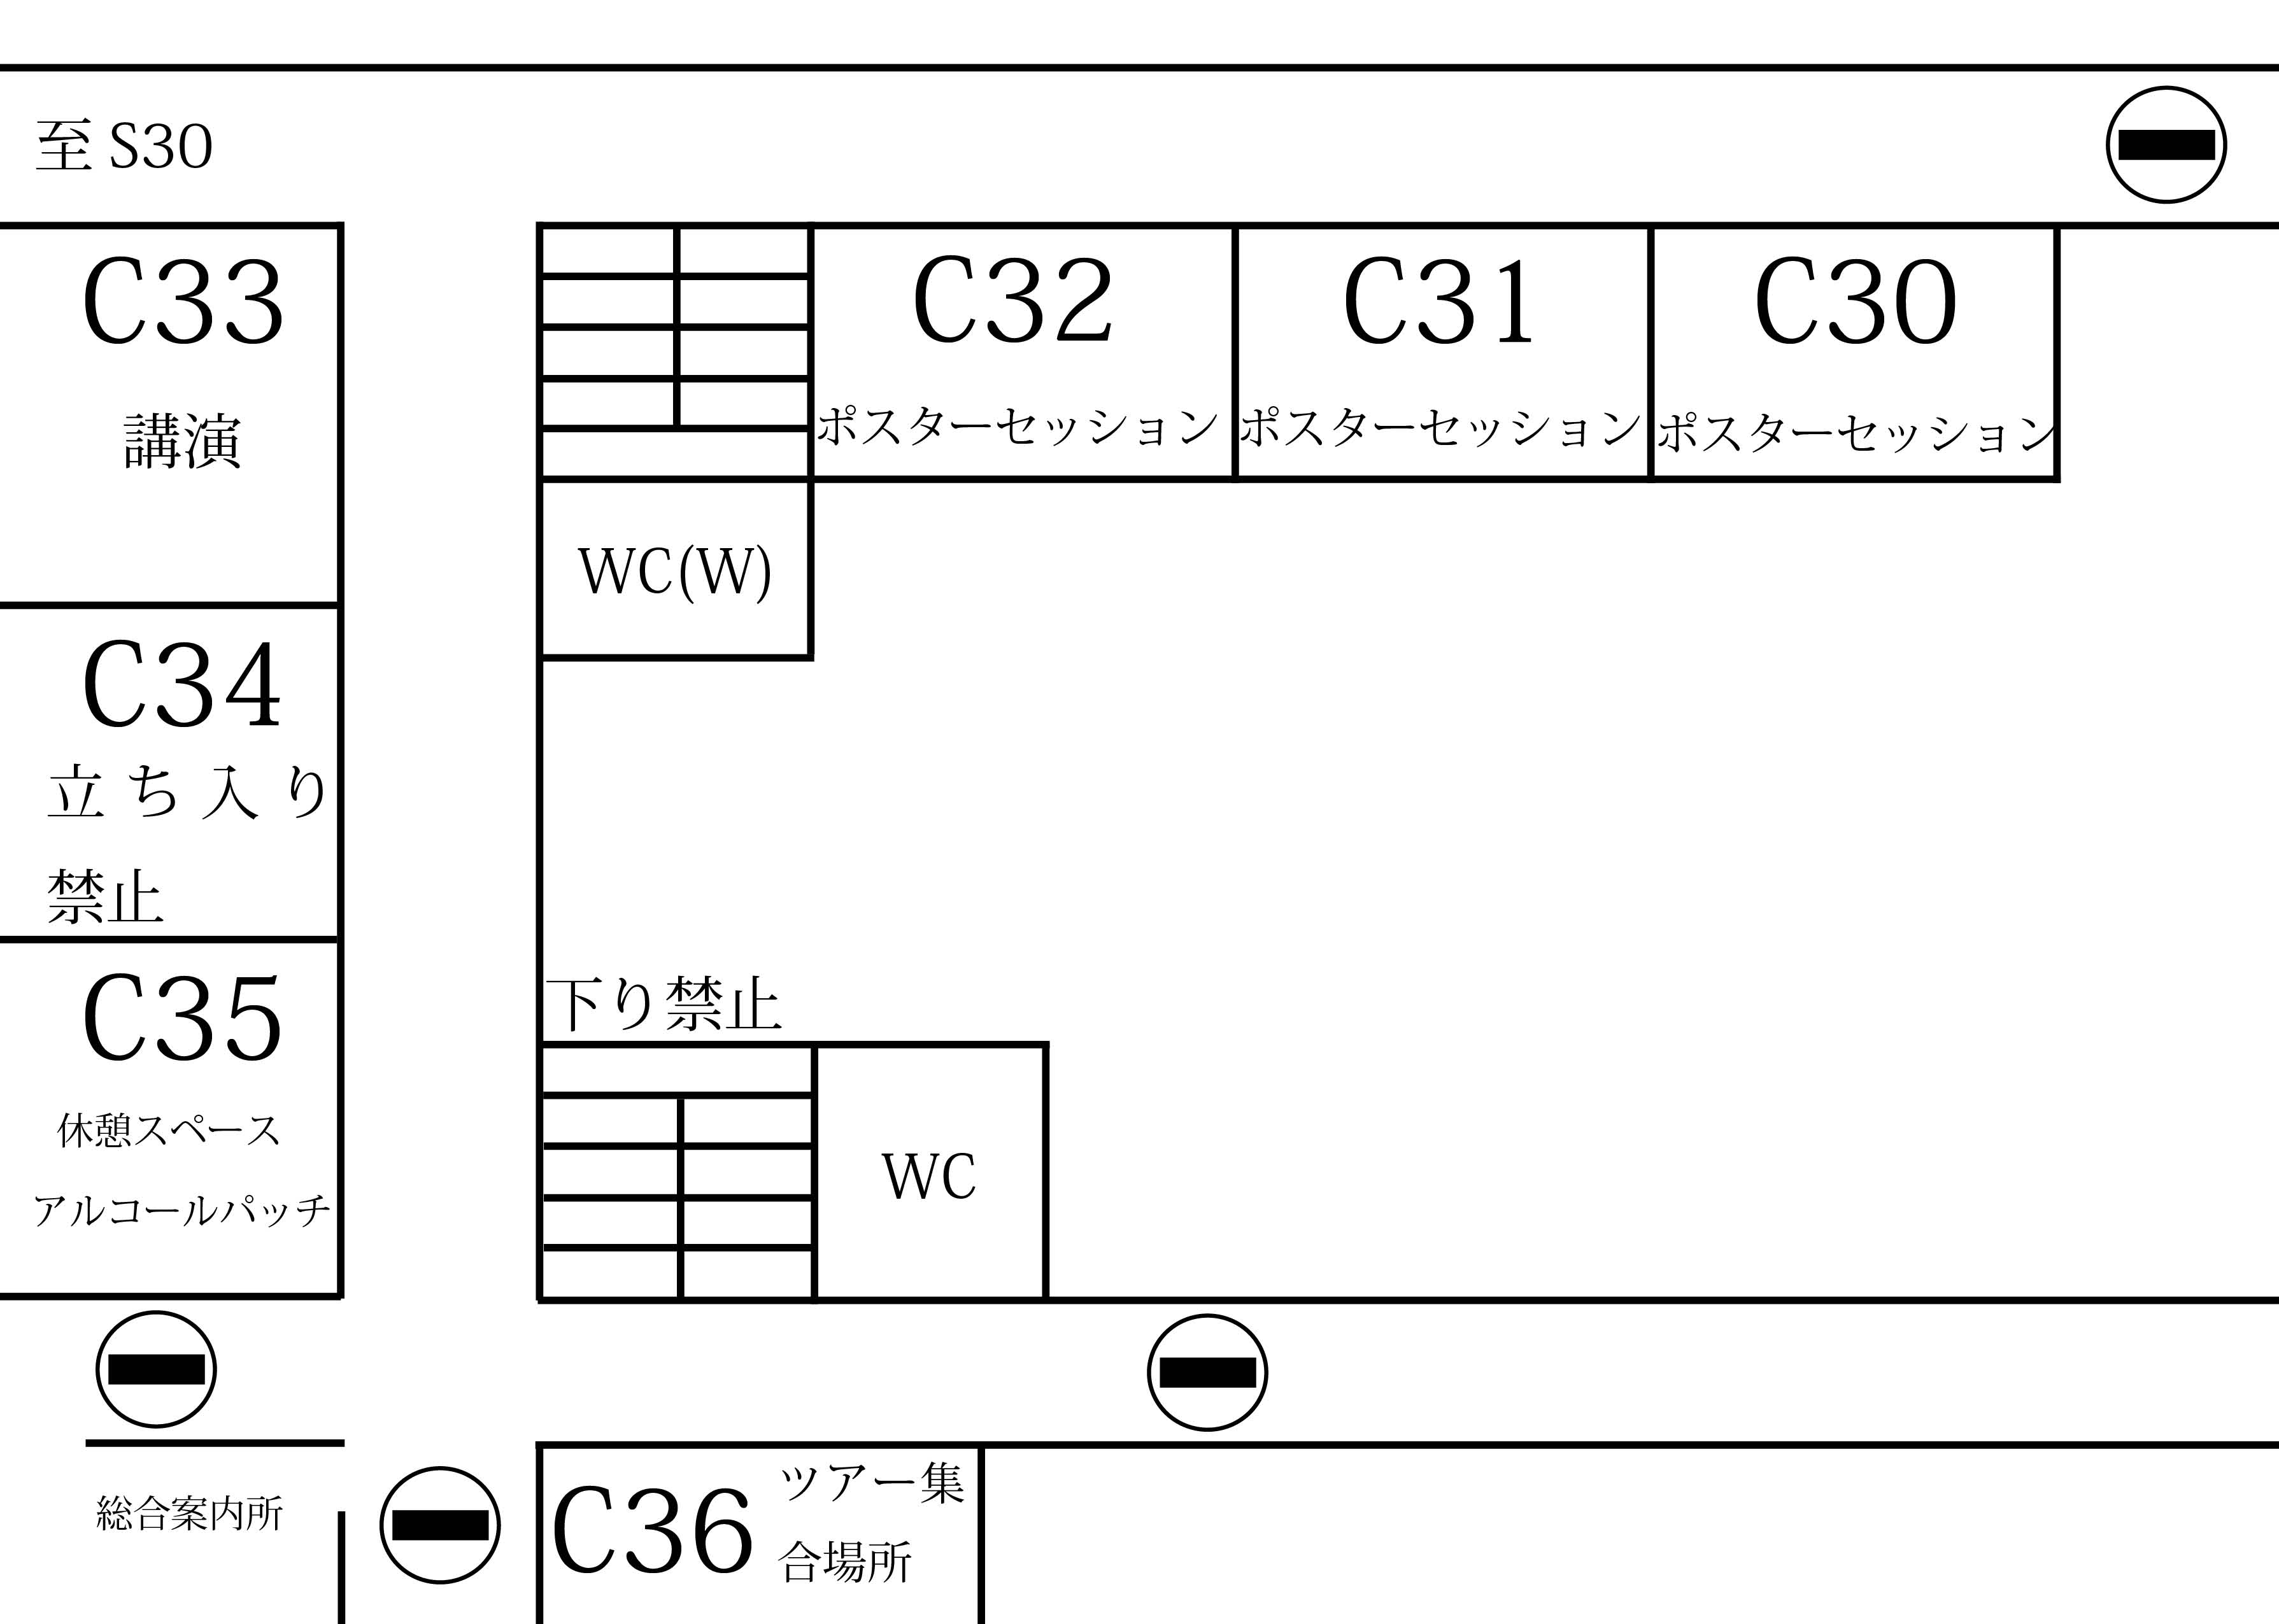 至 S30
C33
講演
C32
ポスターセッション
C31
ポスターセッション
C30
ポスターセッション
WC(W)
C34
立ち入り
禁止
C35
休憩スペース
アルコールパッチ
下り禁止
WC
総合案内所
C36
ツアー集
合場所